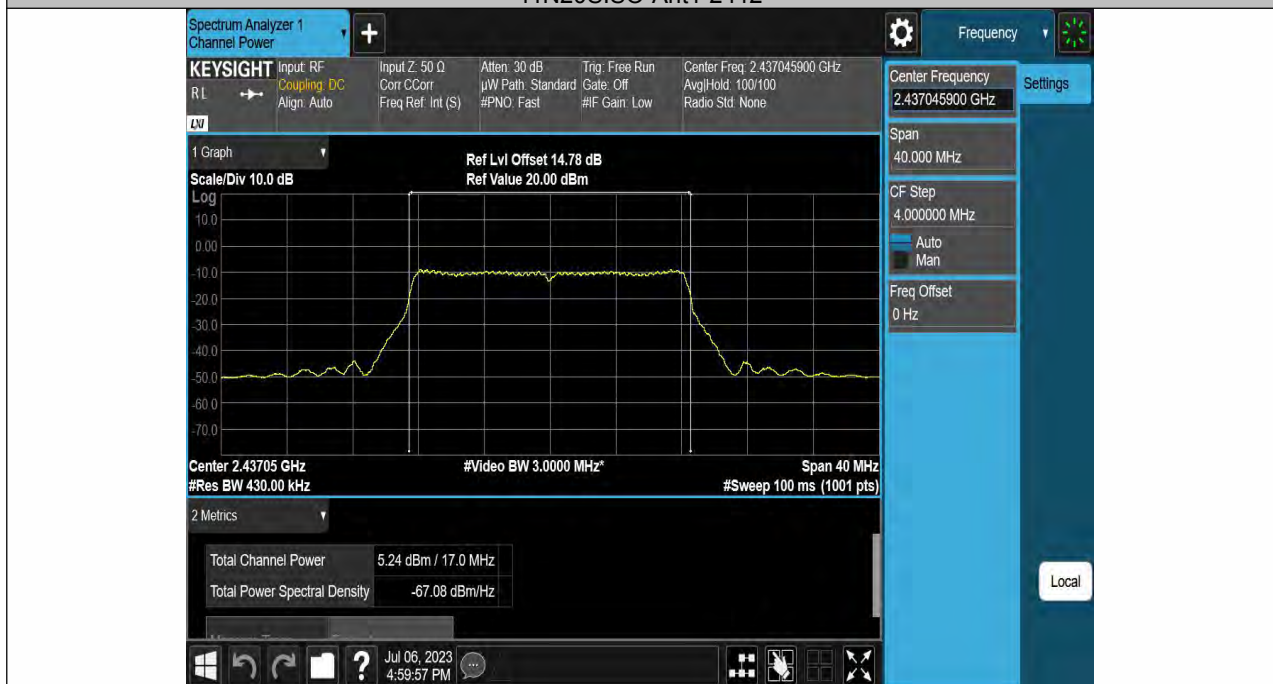 11N20SISO-Ant1-2412
Spectrum Analyzer 1
Channel Power
Frequency
KEYSIGHT
RL
LXI
Input: RF
Coupling: DC
Align: Auto
Input Z: 50 Ω
Corr CCorr
Freq Ref: Int (S)
Atten: 30 dB
µW Path: Standard
#PNO: Fast
Trig: Free Run
Gate: Off
#IF Gain: Low
Center Freq: 2.437045900 GHz
Avg|Hold: 100/100
Radio Std: None
Center Frequency
2.437045900 GHz
Settings
Span
40.000 MHz
CF Step
4.000000 MHz
Auto
Man
Freq Offset
0 Hz
Local
1 Graph
Scale/Div 10.0 dB
Ref Lvl Offset 14.78 dB
Ref Value 20.00 dBm
Log
10.0
0.00
-10.0
-20.0
-30.0
-40.0
-50.0
-60.0
-70.0
Center 2.43705 GHz
#Res BW 430.00 kHz
#Video BW 3.0000 MHz*
Span 40 MHz
#Sweep 100 ms (1001 pts)
2 Metrics
Total Channel Power 5.24 dBm / 17.0 MHz
Total Power Spectral Density -67.08 dBm/Hz
?
Jul 06, 2023
4:59:57 PM